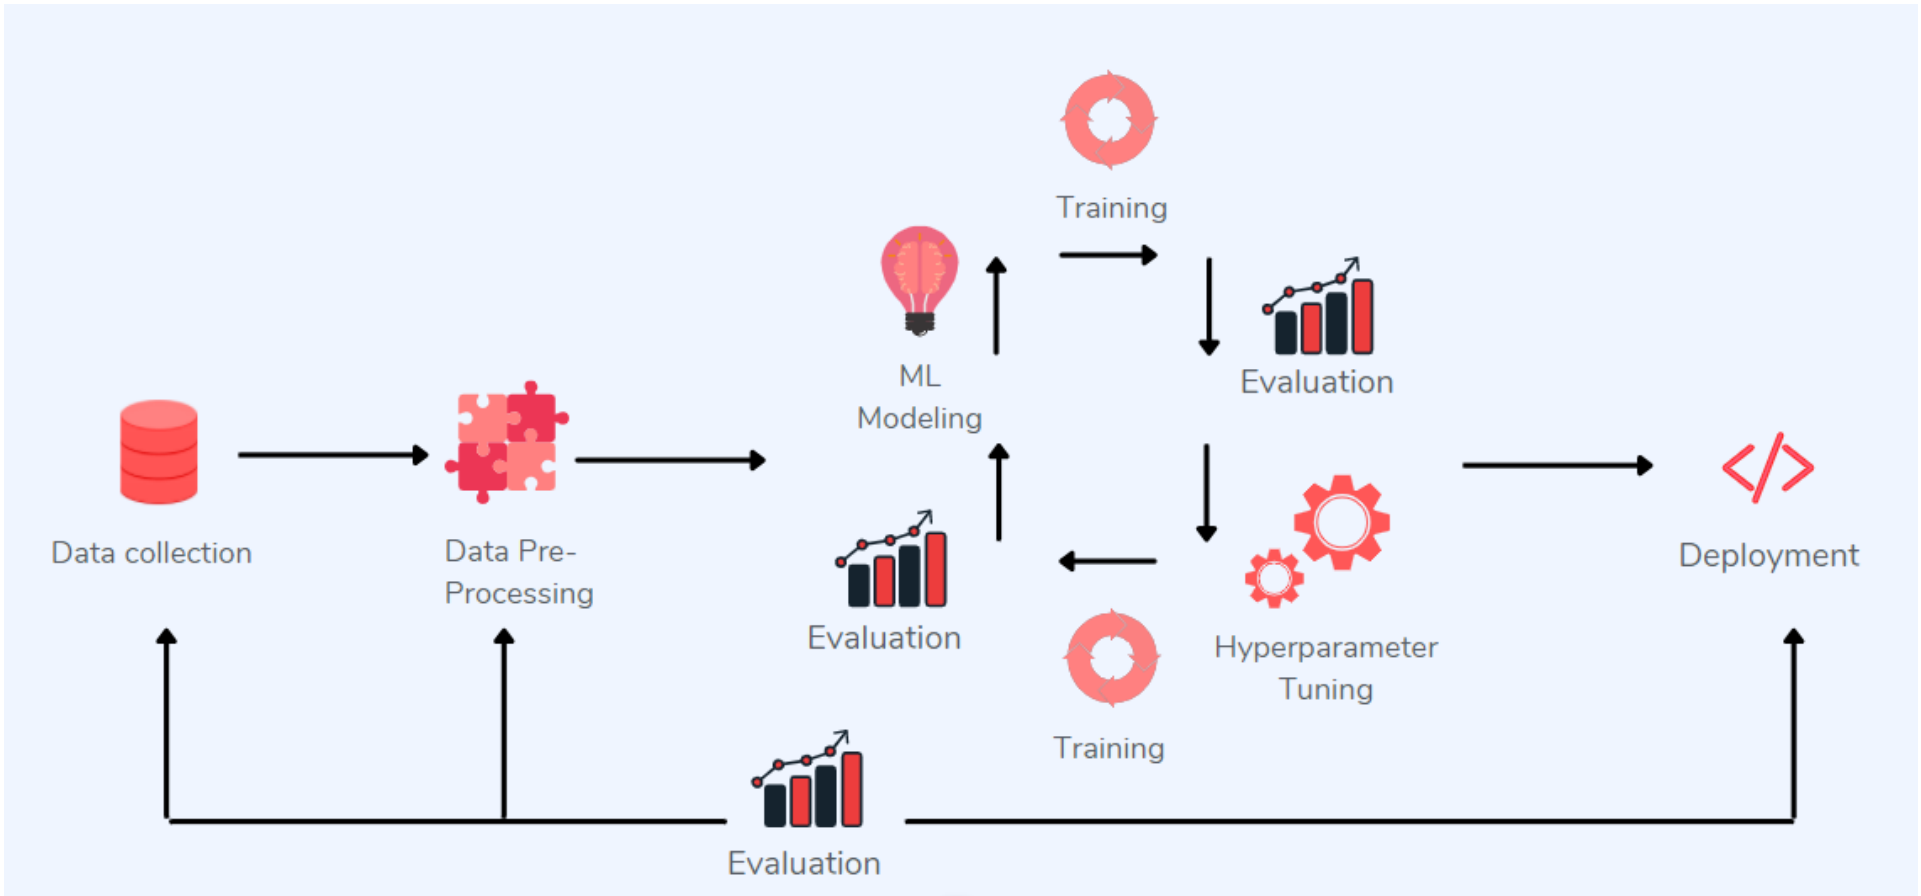 Training
ML
Modeling
Evaluation
Data collection
Data Pre-
Processing
Evaluation
Hyperparameter
Tuning
Training
Deployment
Evaluation